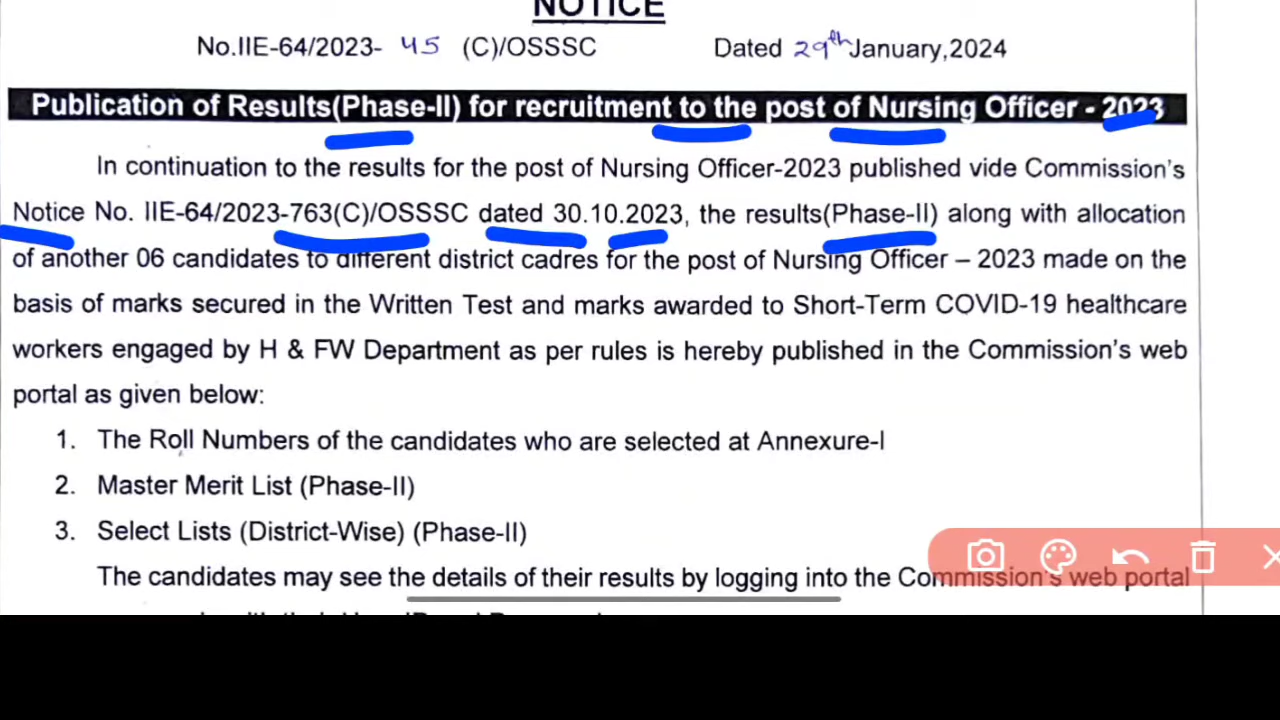 NOTICE
No.IIE-64/2023- 45 (C)/OSSSC Dated 29th January,2024
Publication of Results(Phase-II) for recruitment to the post of Nursing Officer - 2023
In continuation to the results for the post of Nursing Officer-2023 published vide Commission's
Notice No. IIE-64/2023-763(C)/OSSSC dated 30.10.2023, the results(Phase-II) along with allocation
of another 06 candidates to different district cadres for the post of Nursing Officer – 2023 made on the
basis of marks secured in the Written Test and marks awarded to Short-Term COVID-19 healthcare
workers engaged by H & FW Department as per rules is hereby published in the Commission's web
portal as given below:
1. The Roll Numbers of the candidates who are selected at Annexure-I
2. Master Merit List (Phase-II)
3. Select Lists (District-Wise) (Phase-II)
The candidates may see the details of their results by logging into the Commission's web portal